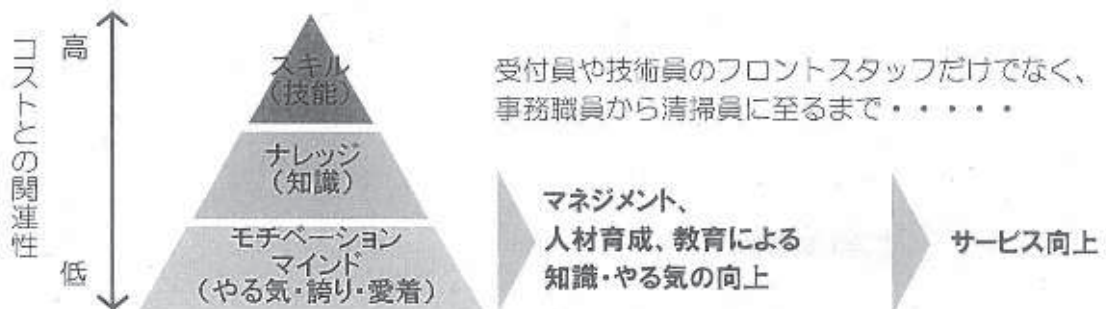 コストとの関連性
高
低
スキル
（技能）
ナレッジ
（知識）
モチベーション
マインド
（やる気・誇り・愛着）
受付員や技術員のフロントスタッフだけでなく、
事務職員から清掃員に至るまで・・・・・
マネジメント、
人材育成、教育による
知識・やる気の向上
サービス向上